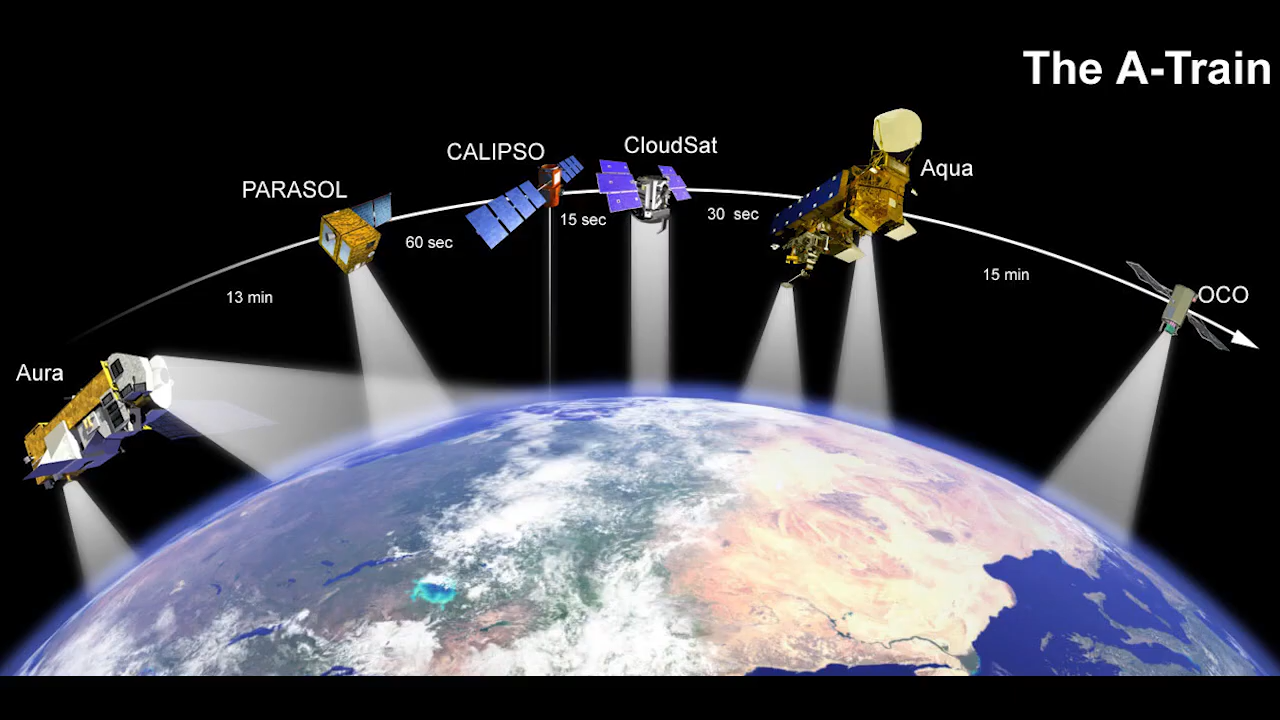 The A-Train
CALIPSO
CloudSat
Aqua
PARASOL
60 sec
15 sec
30 sec
15 min
13 min
OCO
Aura